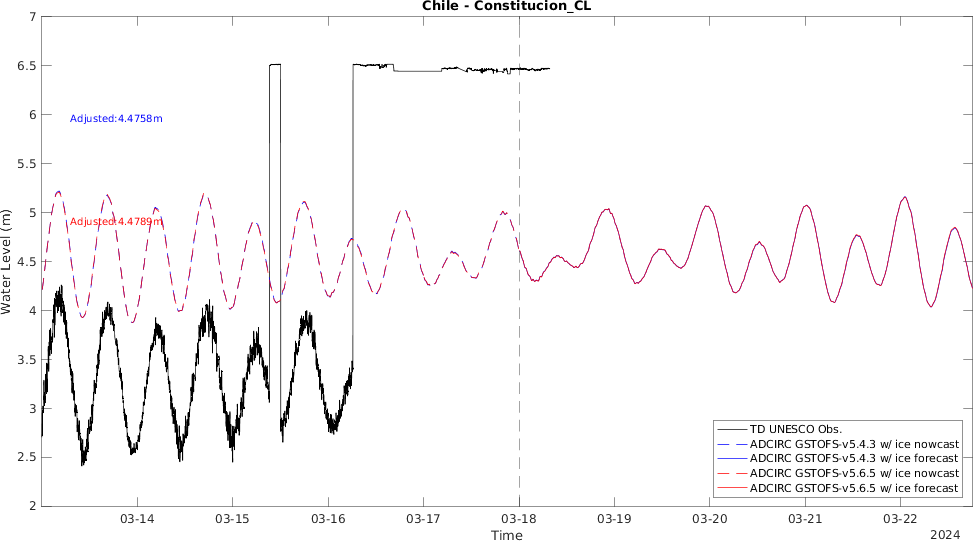 Chile - Constitucion_CL
7
6.5
6
5.5
5
4.5
4
3.5
3
2.5
2
Water Level (m)
Adjusted:4.4758m
Adjusted:4.4789m
TD UNESCO Obs.
ADCIRC GSTOFS-v5.4.3 w/ ice nowcast
ADCIRC GSTOFS-v5.4.3 w/ ice forecast
ADCIRC GSTOFS-v5.6.5 w/ ice nowcast
ADCIRC GSTOFS-v5.6.5 w/ ice forecast
03-14 03-15 03-16 03-17 03-18 03-19 03-20 03-21 03-22
Time
2024